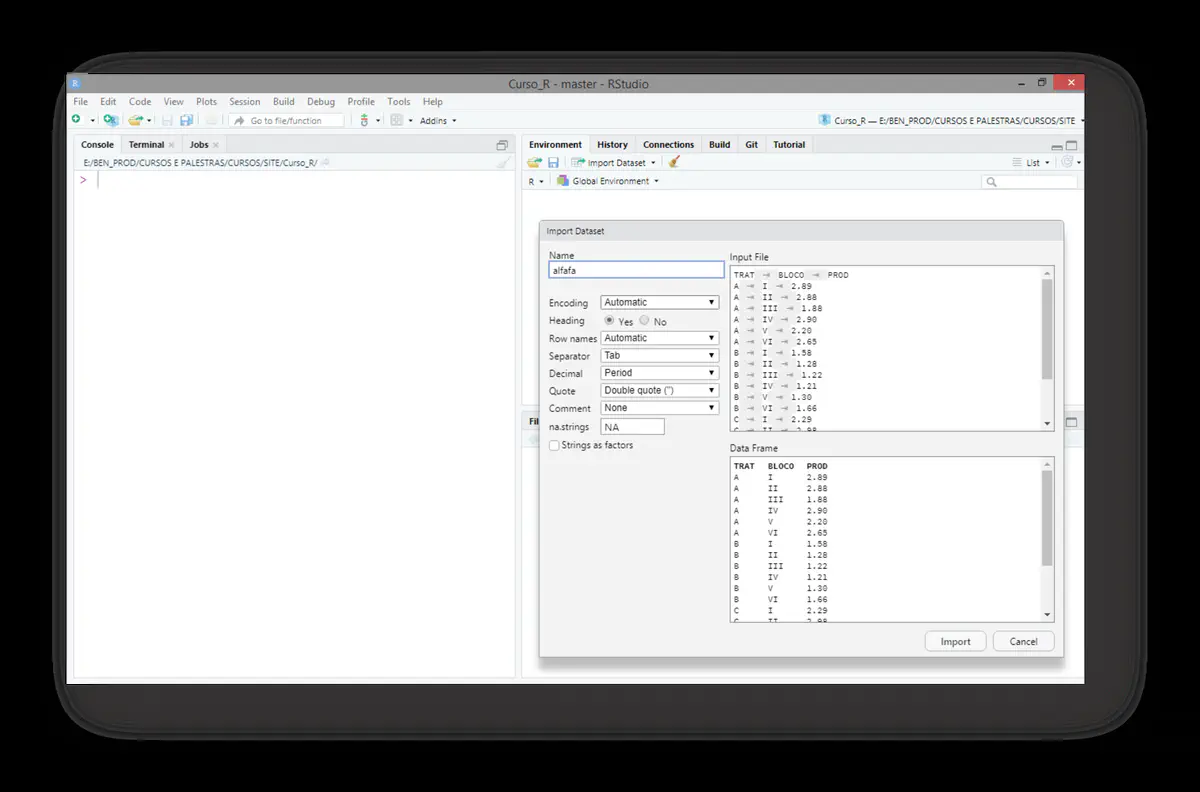 R
Curso_R - master - RStudio
File Edit Code View Plots Session Build Debug Profile Tools Help
Go to file/function Addins
Curso_R — E:/BEN_PROD/CURSOS E PALESTRAS/CURSOS/SITE
Console Terminal Jobs
E:/BEN_PROD/CURSOS E PALESTRAS/CURSOS/SITE/Curso_R/
>
Environment History Connections Build Git Tutorial
Import Dataset List
R Global Environment
Import Dataset
Name
alfafa
Encoding Automatic
Heading Yes No
Row names Automatic
Separator Tab
Decimal Period
Quote Double quote (")
Comment None
na.strings NA
Strings as factors
Input File
TRAT → BLOCO → PROD
A → I → 2.89
A → II → 2.88
A → III → 1.88
A → IV → 2.90
A → V → 2.20
A → VI → 2.65
B → I → 1.58
B → II → 1.28
B → III → 1.22
B → IV → 1.21
B → V → 1.30
B → VI → 1.66
C → I → 2.29
C → II → 2.98
Data Frame
TRAT BLOCO PROD
A I 2.89
A II 2.88
A III 1.88
A IV 2.90
A V 2.20
A VI 2.65
B I 1.58
B II 1.28
B III 1.22
B IV 1.21
B V 1.30
B VI 1.66
C I 2.29
C II 2.98
Import Cancel